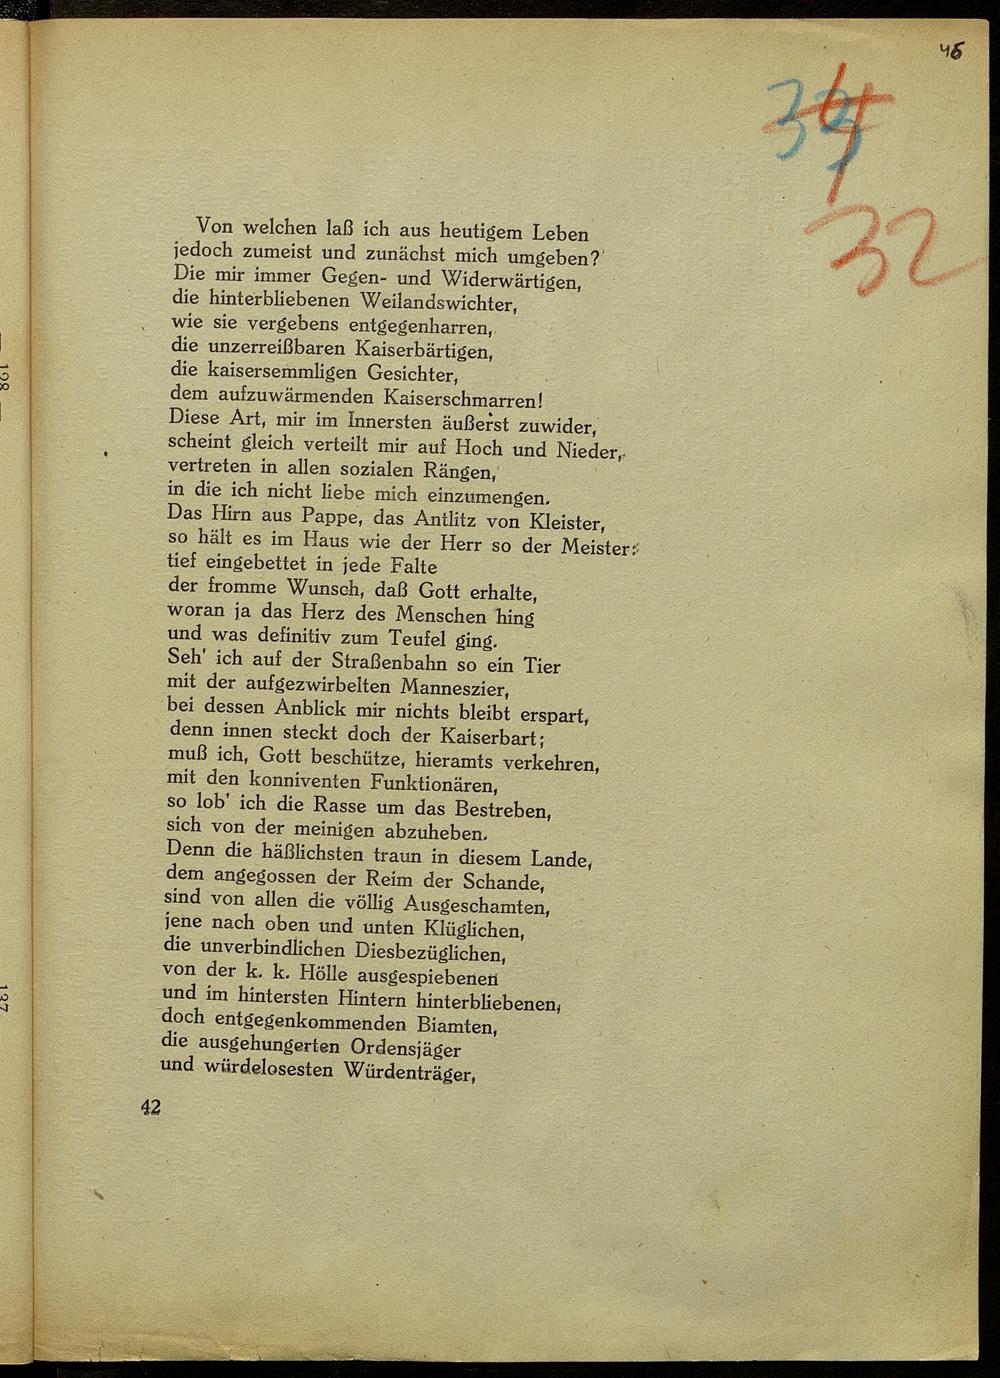 46
33
4
32
Von welchen laß ich aus heutigem Leben
jedoch zumeist und zunächst mich umgeben?
Die mir immer Gegen- und Widerwärtigen,
die hinterbliebenen Weilandswichter,
wie sie vergebens entgegenharren,
die unzerreißbaren Kaiserbärtigen,
die kaisersemmligen Gesichter,
dem aufzuwärmenden Kaiserschmarren!
Diese Art, mir im Innersten äußerst zuwider,
scheint gleich verteilt mir auf Hoch und Nieder,
vertreten in allen sozialen Rängen,
in die ich nicht liebe mich einzumengen.
Das Hirn aus Pappe, das Antlitz von Kleister,
so hält es im Haus wie der Herr so der Meister:
tief eingebettet in jede Falte
der fromme Wunsch, daß Gott erhalte,
woran ja das Herz des Menschen hing
und was definitiv zum Teufel ging.
Seh' ich auf der Straßenbahn so ein Tier
mit der aufgezwirbelten Manneszier,
bei dessen Anblick mir nichts bleibt erspart,
denn innen steckt doch der Kaiserbart;
muß ich, Gott beschütze, hieramts verkehren,
mit den konniventen Funktionären,
so lob' ich die Rasse um das Bestreben,
sich von der meinigen abzuheben.
Denn die häßlichsten traun in diesem Lande,
dem angegossen der Reim der Schande,
sind von allen die völlig Ausgeschamten,
jene nach oben und unten Klüglichen,
die unverbindlichen Diesbezüglichen,
von der k. k. Hölle ausgespiebenen
und im hintersten Hintern hinterbliebenen,
doch entgegenkommenden Biamten,
die ausgehungerten Ordensjäger
und würdelosesten Würdenträger,
42
128
137